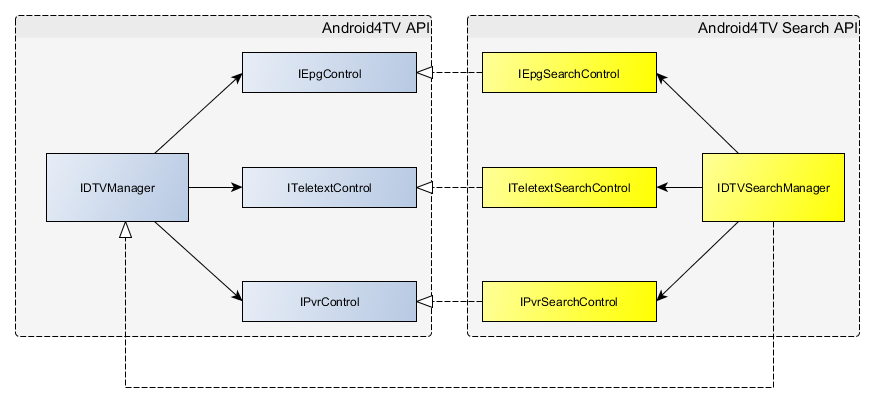 Android4TV API
Android4TV Search API
IEpgControl
IEpgSearchControl
IDTVManager
ITeletextControl
ITeletextSearchControl
IDTVSearchManager
IPvrControl
IPvrSearchControl